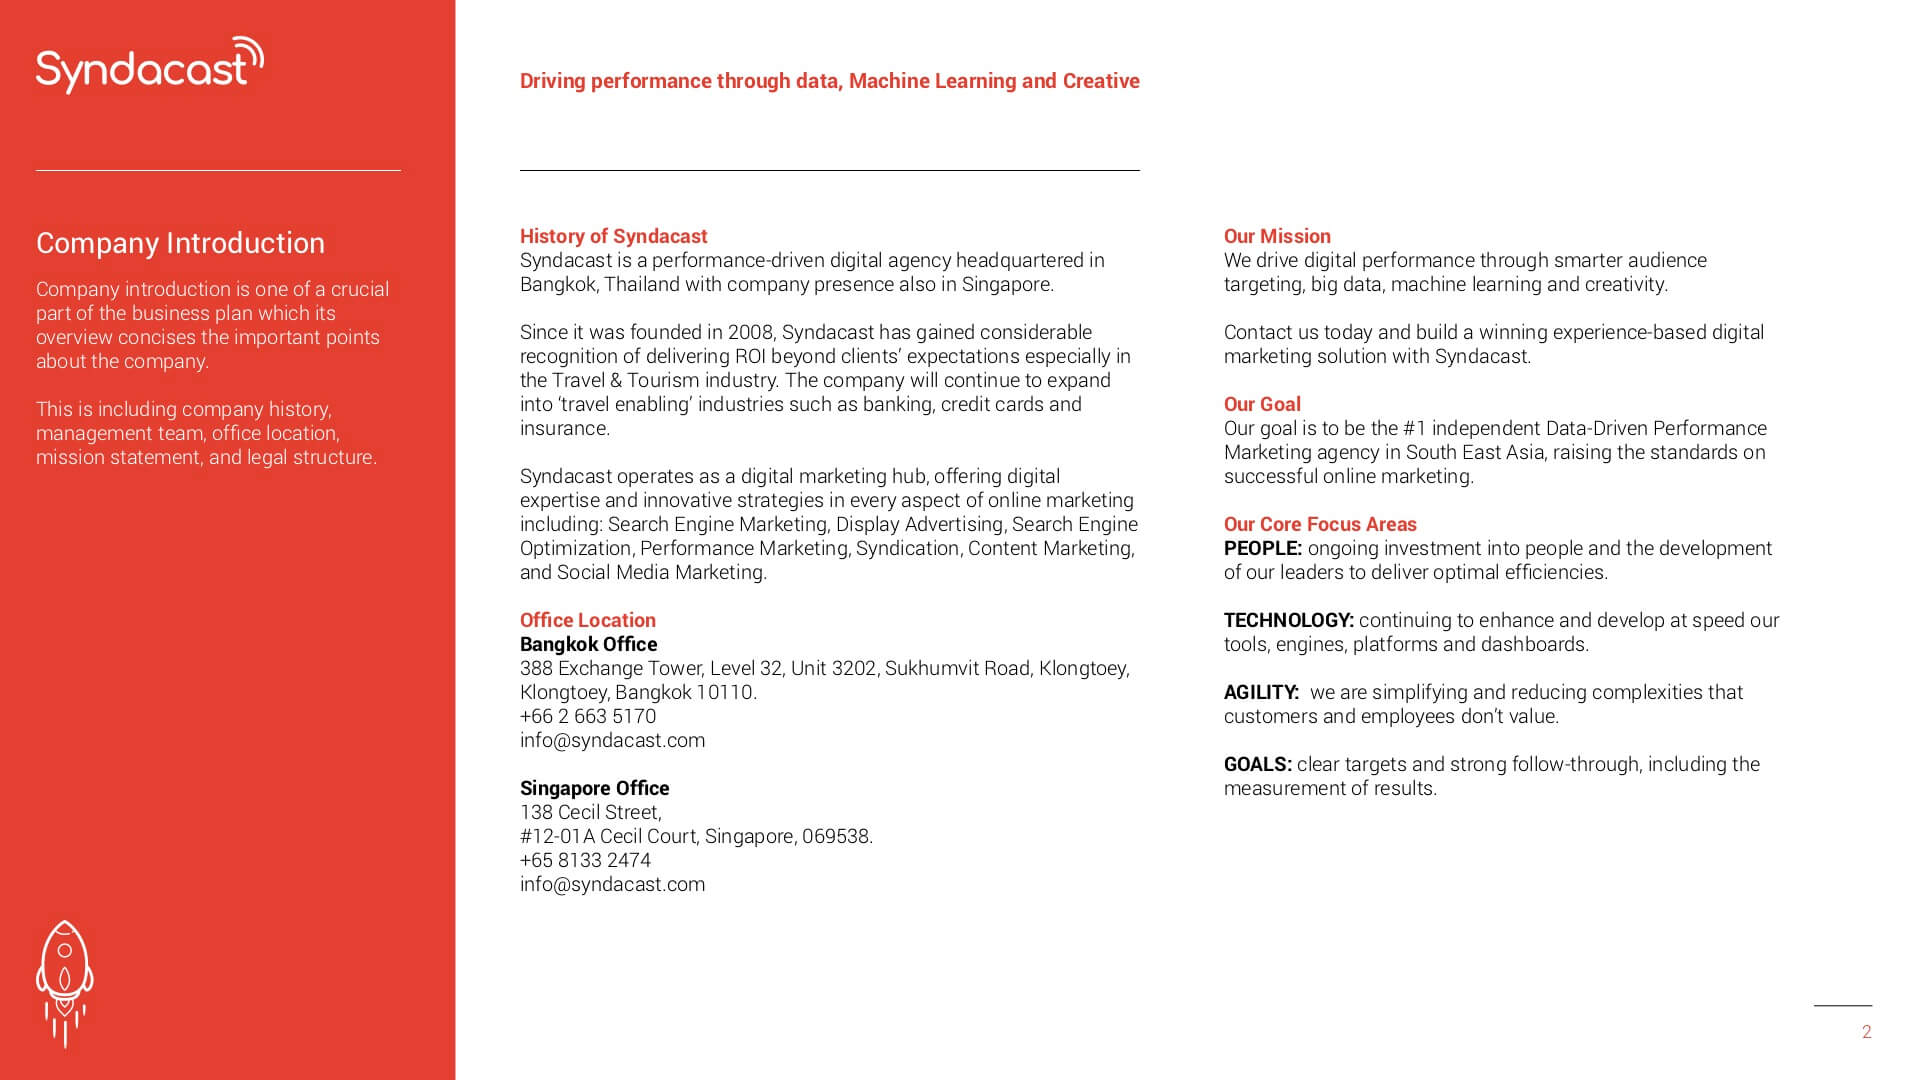 Syndacast
Driving performance through data, Machine Learning and Creative
Company Introduction
Company introduction is one of a crucial
part of the business plan which its
overview concises the important points
about the company.
This is including company history,
management team, office location,
mission statement, and legal structure.
History of Syndacast
Syndacast is a performance-driven digital agency headquartered in
Bangkok, Thailand with company presence also in Singapore.
Since it was founded in 2008, Syndacast has gained considerable
recognition of delivering ROI beyond clients’ expectations especially in
the Travel & Tourism industry. The company will continue to expand
into ‘travel enabling’ industries such as banking, credit cards and
insurance.
Syndacast operates as a digital marketing hub, offering digital
expertise and innovative strategies in every aspect of online marketing
including: Search Engine Marketing, Display Advertising, Search Engine
Optimization, Performance Marketing, Syndication, Content Marketing,
and Social Media Marketing.
Office Location
Bangkok Office
388 Exchange Tower, Level 32, Unit 3202, Sukhumvit Road, Klongtoey,
Klongtoey, Bangkok 10110.
+66 2 663 5170
info@syndacast.com
Singapore Office
138 Cecil Street,
#12-01A Cecil Court, Singapore, 069538.
+65 8133 2474
info@syndacast.com
Our Mission
We drive digital performance through smarter audience
targeting, big data, machine learning and creativity.
Contact us today and build a winning experience-based digital
marketing solution with Syndacast.
Our Goal
Our goal is to be the #1 independent Data-Driven Performance
Marketing agency in South East Asia, raising the standards on
successful online marketing.
Our Core Focus Areas
PEOPLE: ongoing investment into people and the development
of our leaders to deliver optimal efficiencies.
TECHNOLOGY: continuing to enhance and develop at speed our
tools, engines, platforms and dashboards.
AGILITY:  we are simplifying and reducing complexities that
customers and employees don’t value.
GOALS: clear targets and strong follow-through, including the
measurement of results.
2